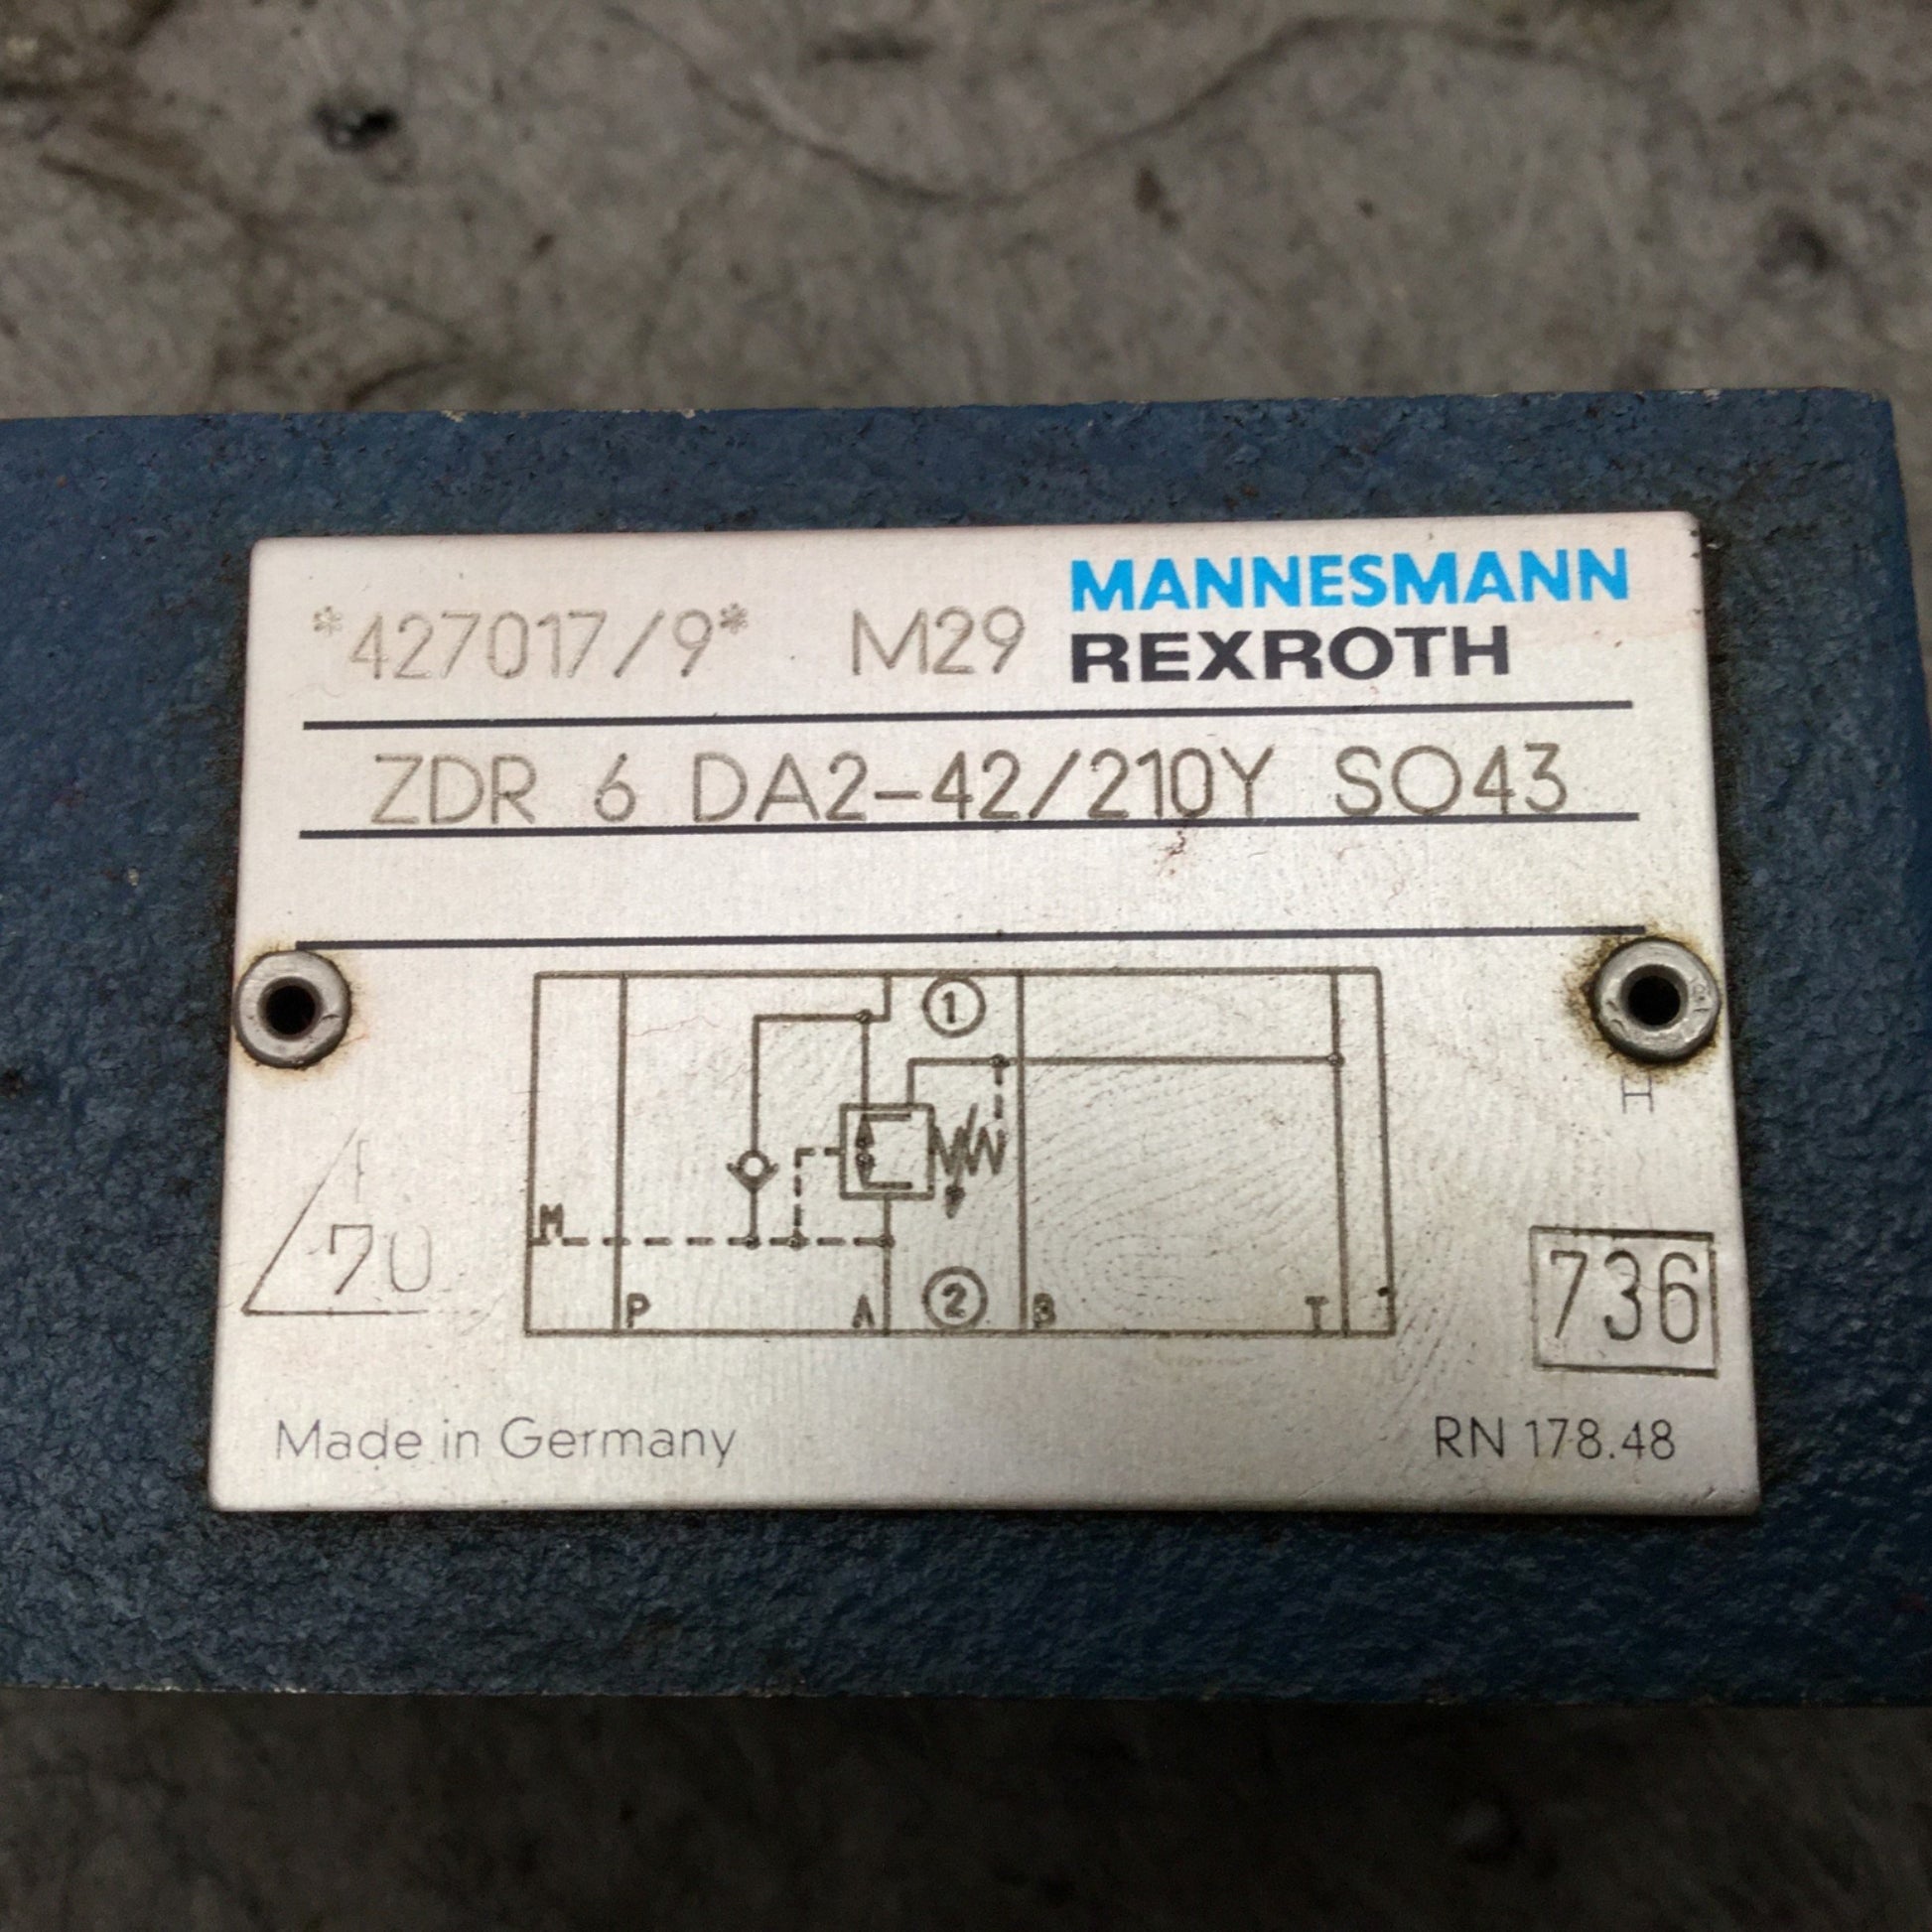 *427017/9* M29 MANNESMANN
REXROTH
ZDR 6 DA2-42/210Y SO43
1
H
M
70
2
P A B T
736
Made in Germany RN 178.48